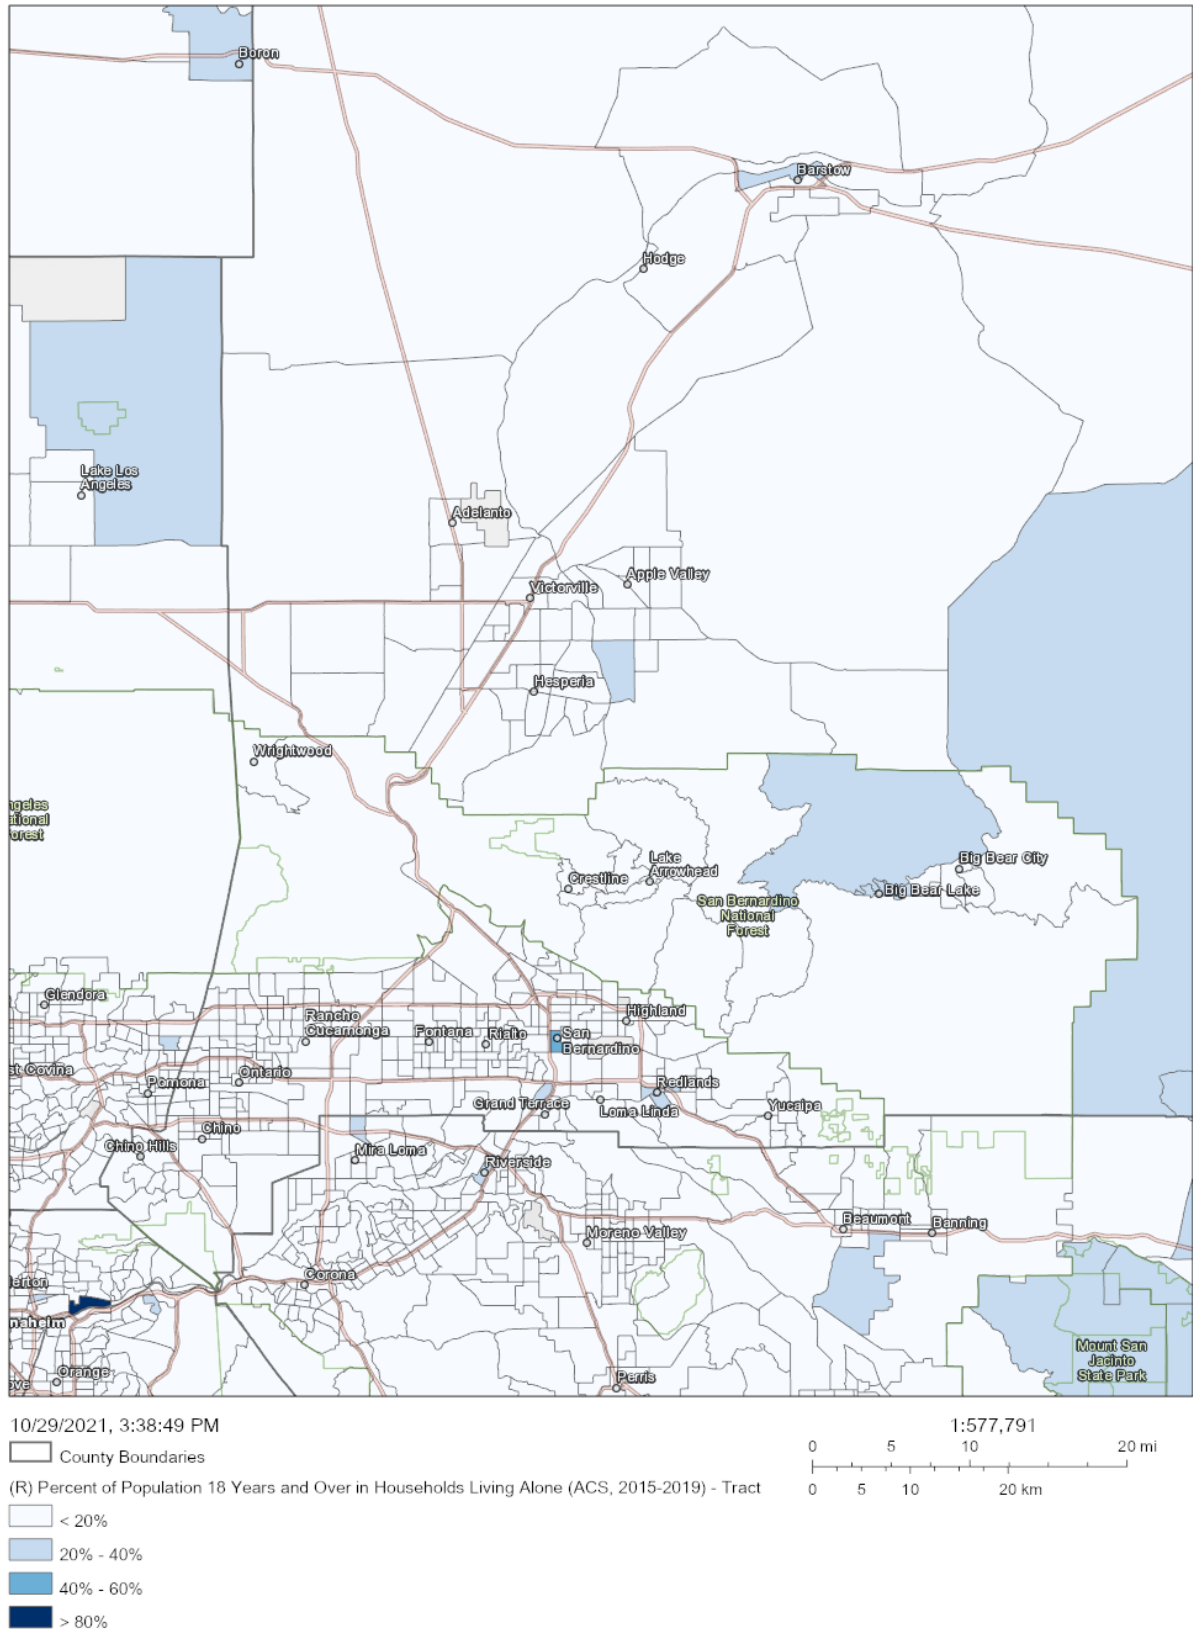 Boron
Barstow
Hodge
Lake Los
Angeles
Adelanto
Apple Valley
Victorville
Hesperia
Wrightwood
ngeles
ational
orest
Lake
Arrowhead
Crestline
Big Bear City
Big Bear Lake
San Bernardino
National
Forest
Glendora
Rancho
Cucamonga
Fontana
Rialto
San
Bernardino
Highland
st Covina
Pomona
Ontario
Redlands
Grand Terrace
Loma Linda
Yucaipa
Chino
Chino Hills
Mira Loma
Riverside
Moreno Valley
Beaumont
Banning
Corona
lerton
naheim
Orange
ove
Perris
Mount San
Jacinto
State Park
10/29/2021, 3:38:49 PM
1:577,791
0 5 10 20 mi
0 5 10 20 km
County Boundaries
(R) Percent of Population 18 Years and Over in Households Living Alone (ACS, 2015-2019) - Tract
< 20%
20% - 40%
40% - 60%
> 80%